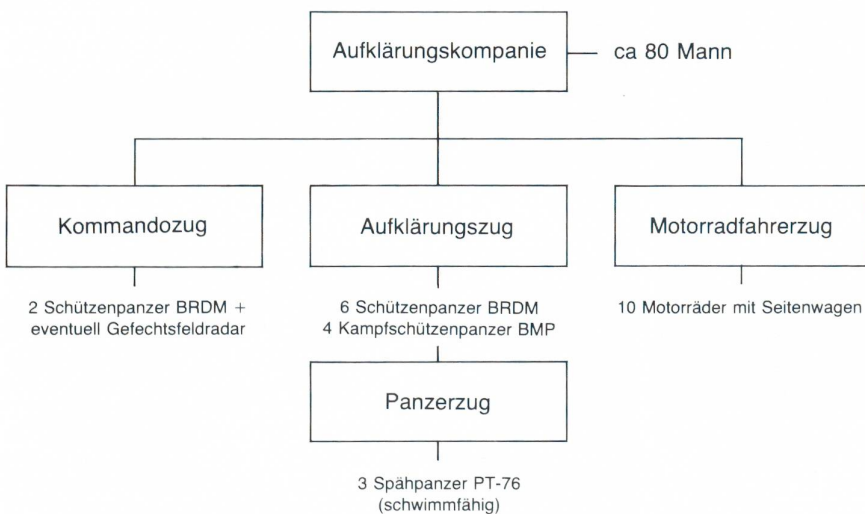 Aufklärungskompanie
ca 80 Mann
Kommandozug
Aufklärungszug
Motorradfahrerzug
2 Schützenpanzer BRDM +
eventuell Gefechtsfeldradar
6 Schützenpanzer BRDM
4 Kampfschützenpanzer BMP
10 Motorräder mit Seitenwagen
Panzerzug
3 Spähpanzer PT-76
(schwimmfähig)